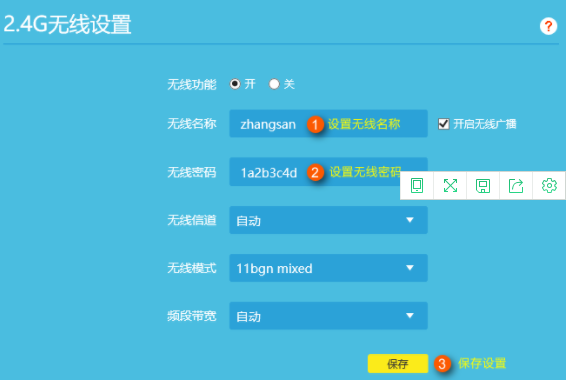 2.4G无线设置
?
无线功能 开 关
无线名称 zhangsan 1 设置无线名称 开启无线广播
无线密码 1a2b3c4d 2 设置无线密码
无线信道 自动
无线模式 11bgn mixed
频段带宽 自动
保存 3 保存设置